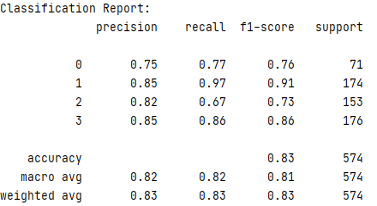 Classification Report:
precision recall f1-score support
0 0.75 0.77 0.76 71
1 0.85 0.97 0.91 174
2 0.82 0.67 0.73 153
3 0.85 0.86 0.86 176
accuracy 0.83 574
macro avg 0.82 0.82 0.81 574
weighted avg 0.83 0.83 0.83 574